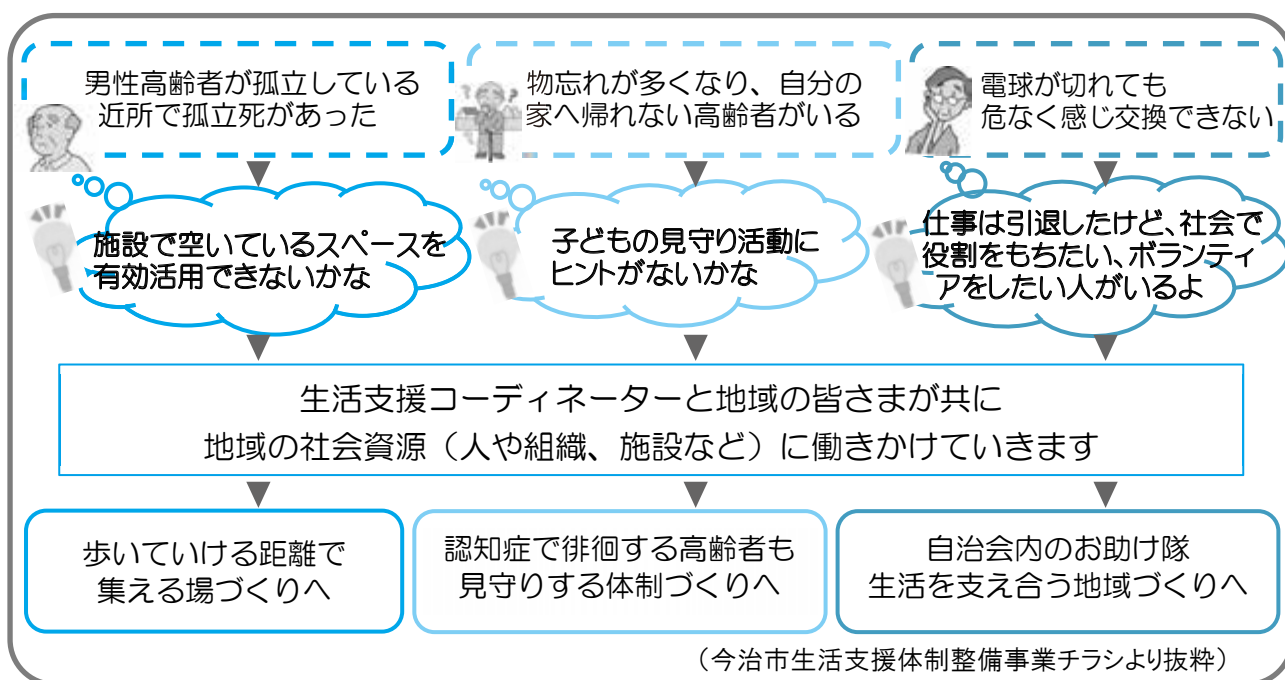 男性高齢者が孤立している
近所で孤立死があった
物忘れが多くなり、自分の
家へ帰れない高齢者がいる
電球が切れても
危なく感じ交換できない
施設で空いているスペースを
有効活用できないかな
子どもの見守り活動に
ヒントがないかな
仕事は引退したけど、社会で
役割をもちたい、ボランティ
アをしたい人がいるよ
生活支援コーディネーターと地域の皆さまが共に
地域の社会資源（人や組織、施設など）に働きかけていきます
歩いていける距離で
集える場づくりへ
認知症で徘徊する高齢者も
見守りする体制づくりへ
自治会内のお助け隊
生活を支え合う地域づくりへ
（今治市生活支援体制整備事業チラシより抜粋）